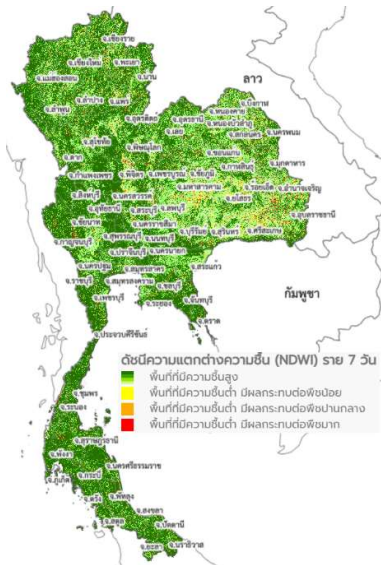 จ.เชียงราย
จ.เชียงใหม่ จ.พะเยา
จ.แม่ฮ่องสอน จ.น่าน
ลาว
จ.ลำปาง จ.แพร่
จ.ลำพูน
จ.บึงกาฬ
จ.หนองคาย
จ.อุตรดิตถ์ จ.อุดรธานี
จ.เลย จ.หนองบัวลำภู
จ.นครพนม
จ.สกลนคร
จ.สุโขทัย
จ.พิษณุโลก
จ.ขอนแก่น
จ.ตาก
จ.กาฬสินธุ์ จ.มุกดาหาร
จ.กำแพงเพชร
จ.พิจิตร จ.เพชรบูรณ์ จ.ชัยภูมิ
จ.มหาสารคาม จ.ร้อยเอ็ด จ.อำนาจเจริญ
จ.สิงห์บุรี จ.นครสวรรค์
จ.ยโสธร
จ.อุทัยธานี จ.สระบุรี จ.ลพบุรี
จ.อุบลราชธานี
จ.ชัยนาท จ.นครราชสีมา
จ.บุรีรัมย์ จ.สุรินทร์ จ.ศรีสะเกษ
จ.สุพรรณบุรี จ.นนทบุรี
จ.กาญจนบุรี
จ.ปราจีนบุรี จ.นครนายก
จ.นครปฐม จ.สมุทรสาคร จ.สระแก้ว
จ.ราชบุรี จ.สมุทรสงคราม จ.ชลบุรี
กัมพูชา
จ.เพชรบุรี จ.ระยอง จ.จันทบุรี
จ.ตราด
จ.ประจวบคีรีขันธ์
ดัชนีความแตกต่างความชื้น (NDWI) ราย 7 วัน
พื้นที่ที่มีความชื้นสูง
พื้นที่ที่มีความชื้นต่ำ มีผลกระทบต่อพืชน้อย
พื้นที่ที่มีความชื้นต่ำ มีผลกระทบต่อพืชปานกลาง
พื้นที่ที่มีความชื้นต่ำ มีผลกระทบต่อพืชมาก
จ.ชุมพร
จ.ระนอง
จ.สุราษฎร์ธานี
จ.พังงา
จ.นครศรีธรรมราช
จ.ภูเก็ต จ.กระบี่
จ.ตรัง จ.พัทลุง
จ.สงขลา
จ.สตูล จ.ปัตตานี
จ.ยะลา จ.นราธิวาส